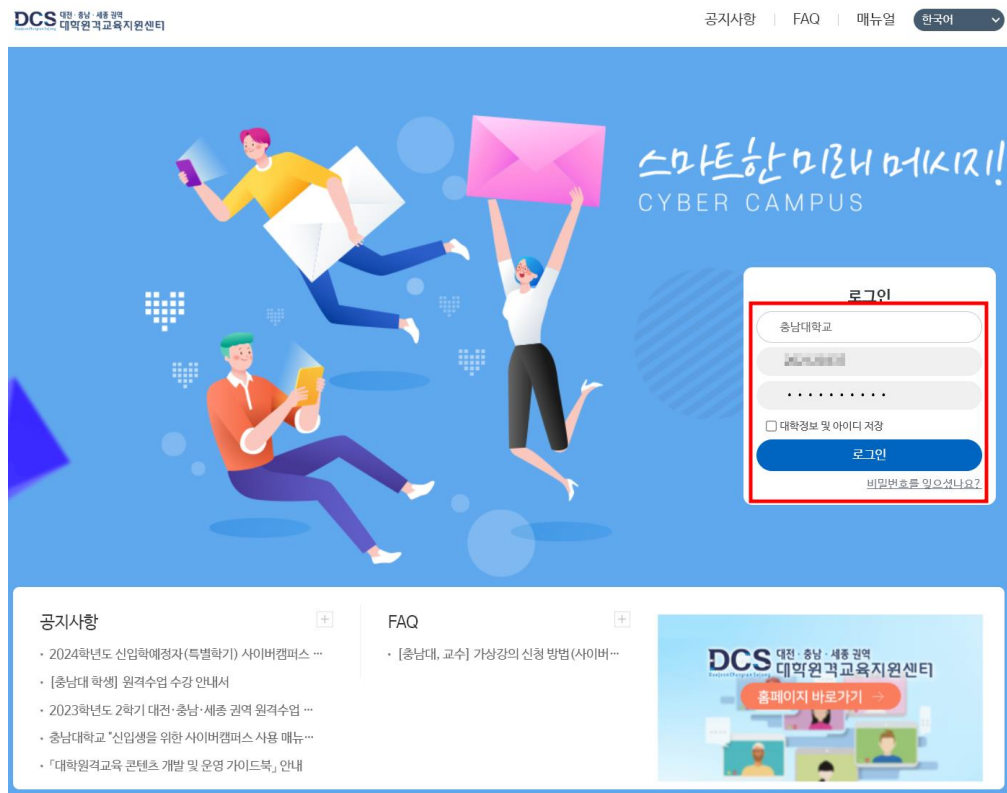 DCS 대전·충남·세종 권역
대학원격교육지원센터
공지사항
FAQ
매뉴얼
한국어
스마트한 미래 메시지!
CYBER CAMPUS
로그인
충남대학교
대학정보 및 아이디 저장
로그인
비밀번호를 잊으셨나요?
공지사항
2024학년도 신입학예정자(특별학기) 사이버캠퍼스 ···
[충남대 학생] 원격수업 수강 안내서
2023학년도 2학기 대전·충남·세종 권역 원격수업 ···
충남대학교 "신입생을 위한 사이버캠퍼스 사용 매뉴···
「대학원격교육 콘텐츠 개발 및 운영 가이드북」 안내
FAQ
[충남대, 교수] 가상강의 신청 방법(사이버···
DCS 대전·충남·세종 권역
대학원격교육지원센터
홈페이지 바로가기 →